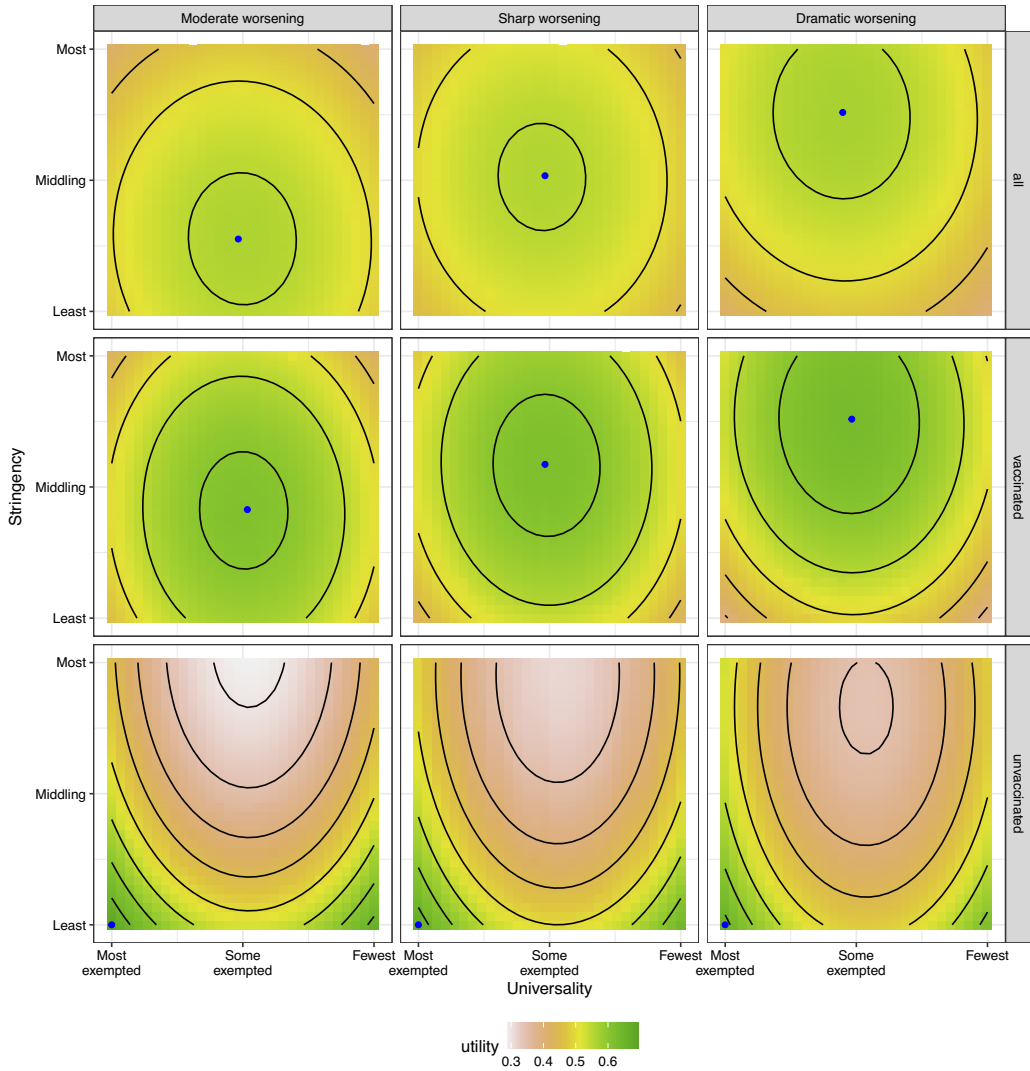 Moderate worsening
Sharp worsening
Dramatic worsening
Most
Middling
Least
all
Most
Middling
Least
vaccinated
Stringency
Most
Middling
Least
unvaccinated
Most
exempted
Some
exempted
Fewest
Most
exempted
Some
exempted
Fewest
Most
exempted
Some
exempted
Fewest
Universality
utility
0.3 0.4 0.5 0.6